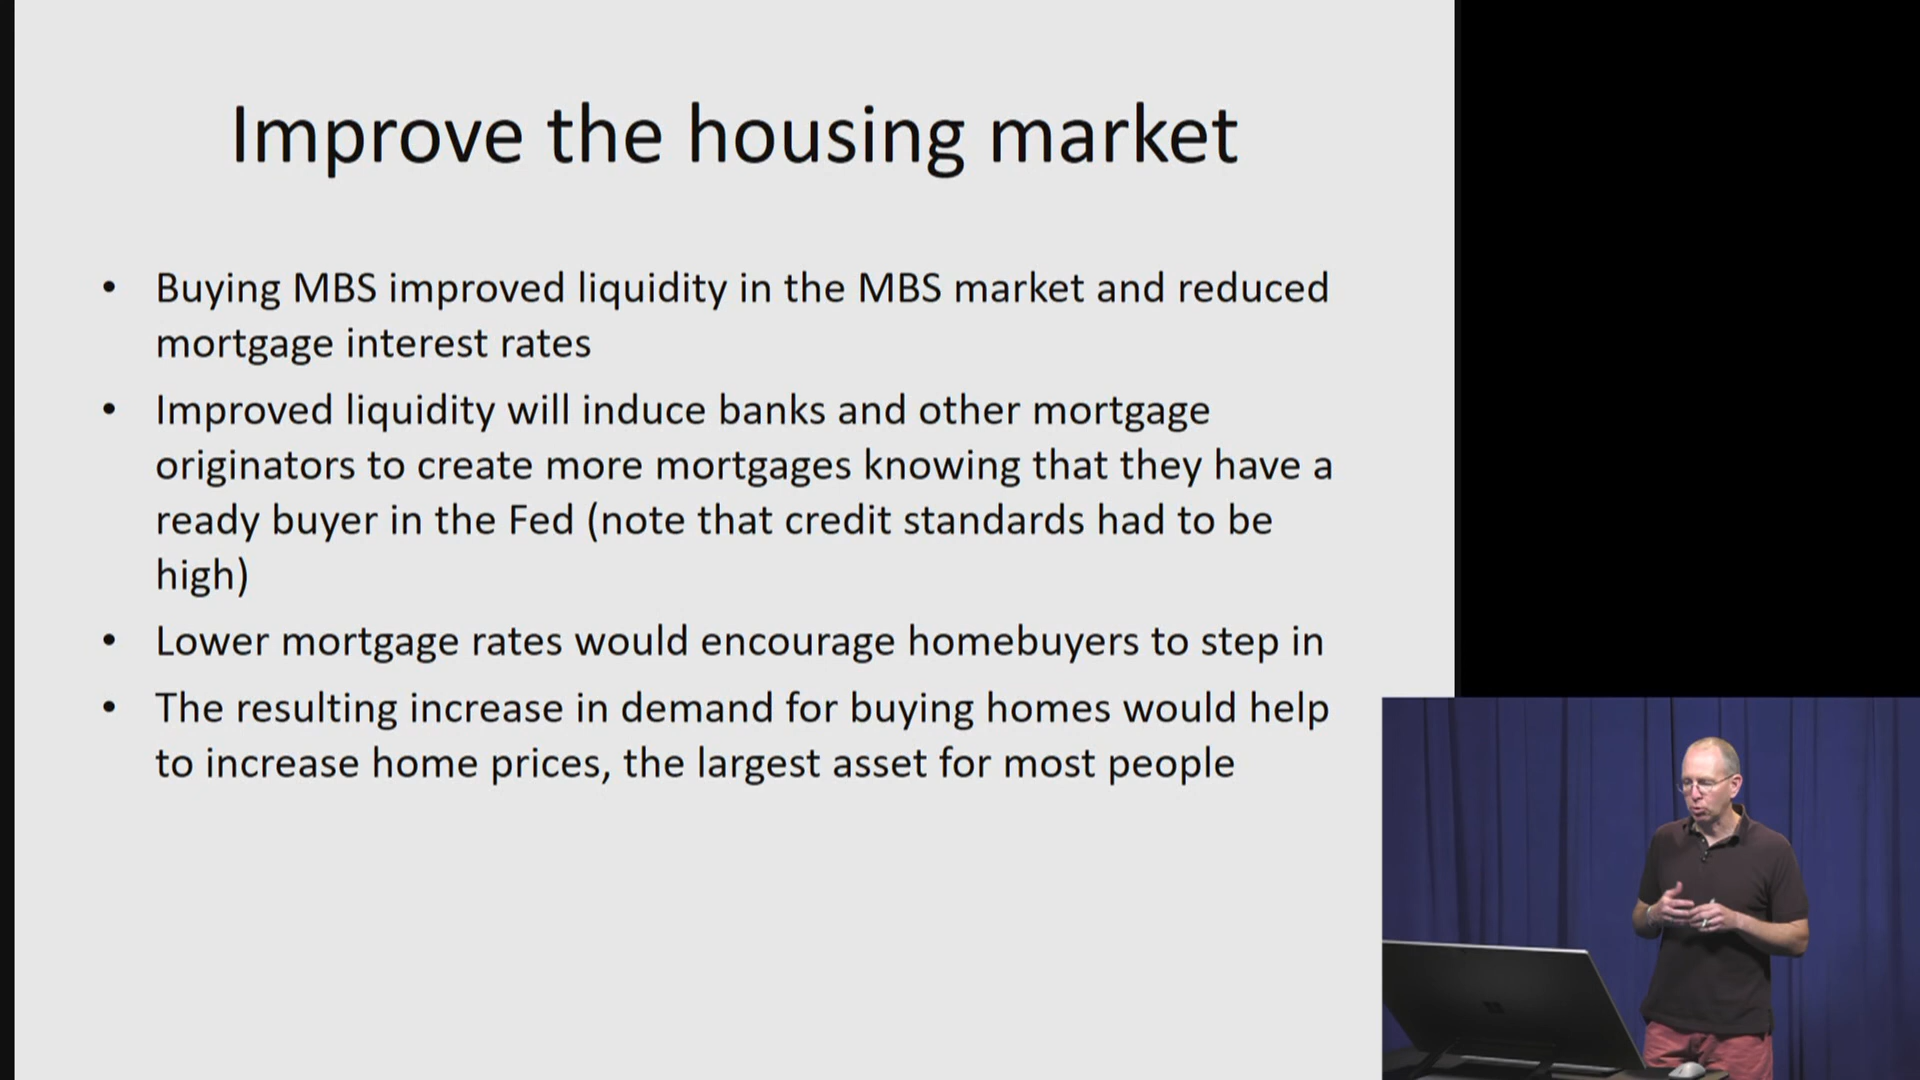 Improve the housing market
• Buying MBS improved liquidity in the MBS market and reduced
mortgage interest rates
• Improved liquidity will induce banks and other mortgage
originators to create more mortgages knowing that they have a
ready buyer in the Fed (note that credit standards had to be
high)
• Lower mortgage rates would encourage homebuyers to step in
• The resulting increase in demand for buying homes would help
to increase home prices, the largest asset for most people